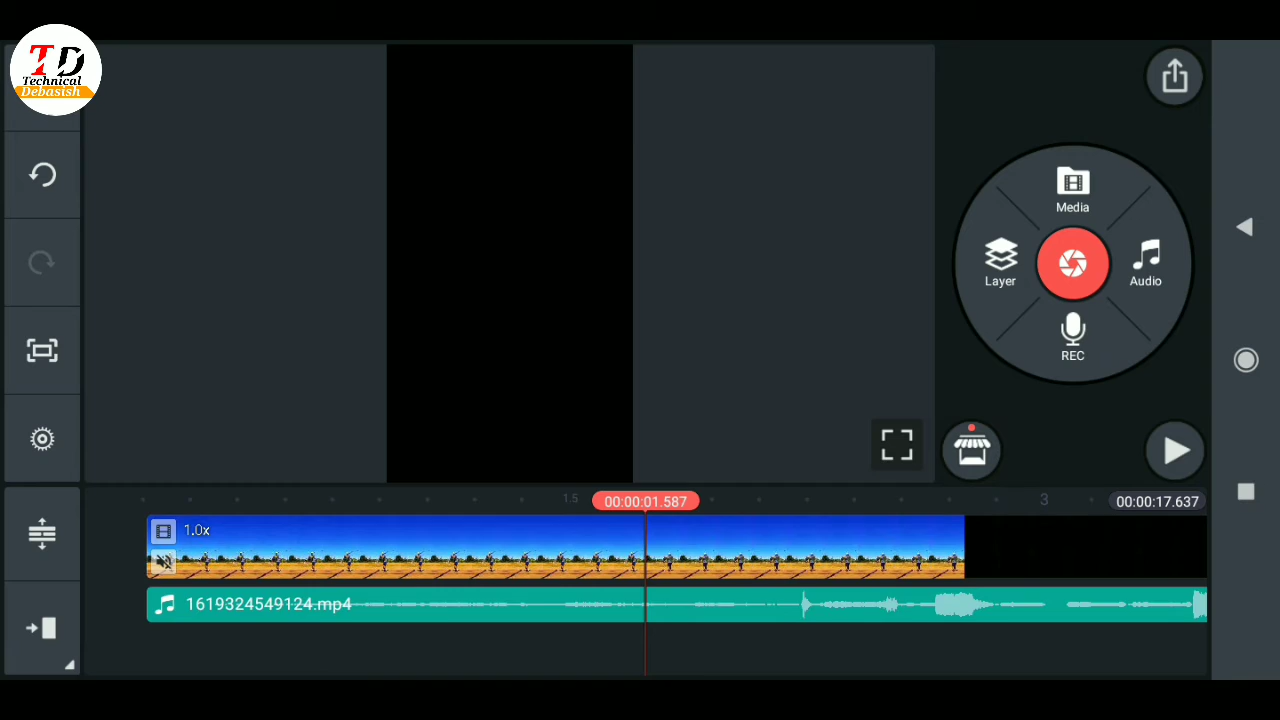 TD
Technical
Debasish
Media
Layer
Audio
REC
1.5
00:00:01.587
3
00:00:17.637
1.0x
1619324549124.mp4